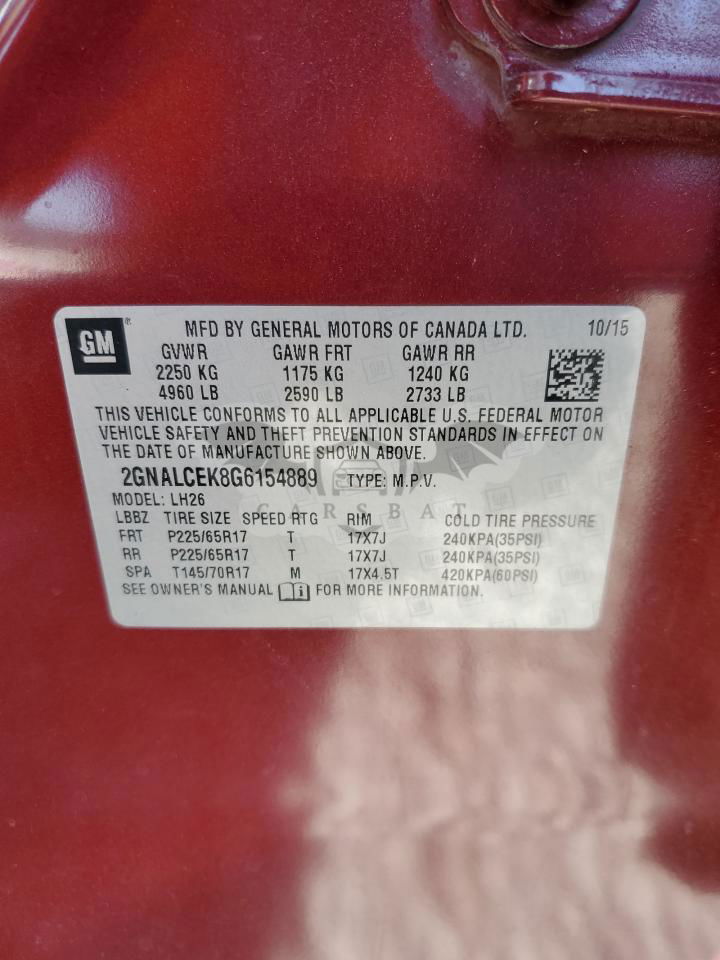 GM ® MFD BY GENERAL MOTORS OF CANADA LTD. 10/15
GVWR GAWR FRT GAWR RR
2250 KG 1175 KG 1240 KG
4960 LB 2590 LB 2733 LB
THIS VEHICLE CONFORMS TO ALL APPLICABLE U.S. FEDERAL MOTOR
VEHICLE SAFETY AND THEFT PREVENTION STANDARDS IN EFFECT ON
THE DATE OF MANUFACTURE SHOWN ABOVE.
2GNALCEK8G6154889 TYPE: M.P.V.
MODEL: LH26
CARSBAT
LBBZ TIRE SIZE SPEED RTG RIM COLD TIRE PRESSURE
FRT P225/65R17 T 17X7J 240KPA(35PSI)
RR P225/65R17 T 17X7J 240KPA(35PSI)
SPA T145/70R17 M 17X4.5T 420KPA(60PSI)
SEE OWNER'S MANUAL i FOR MORE INFORMATION.